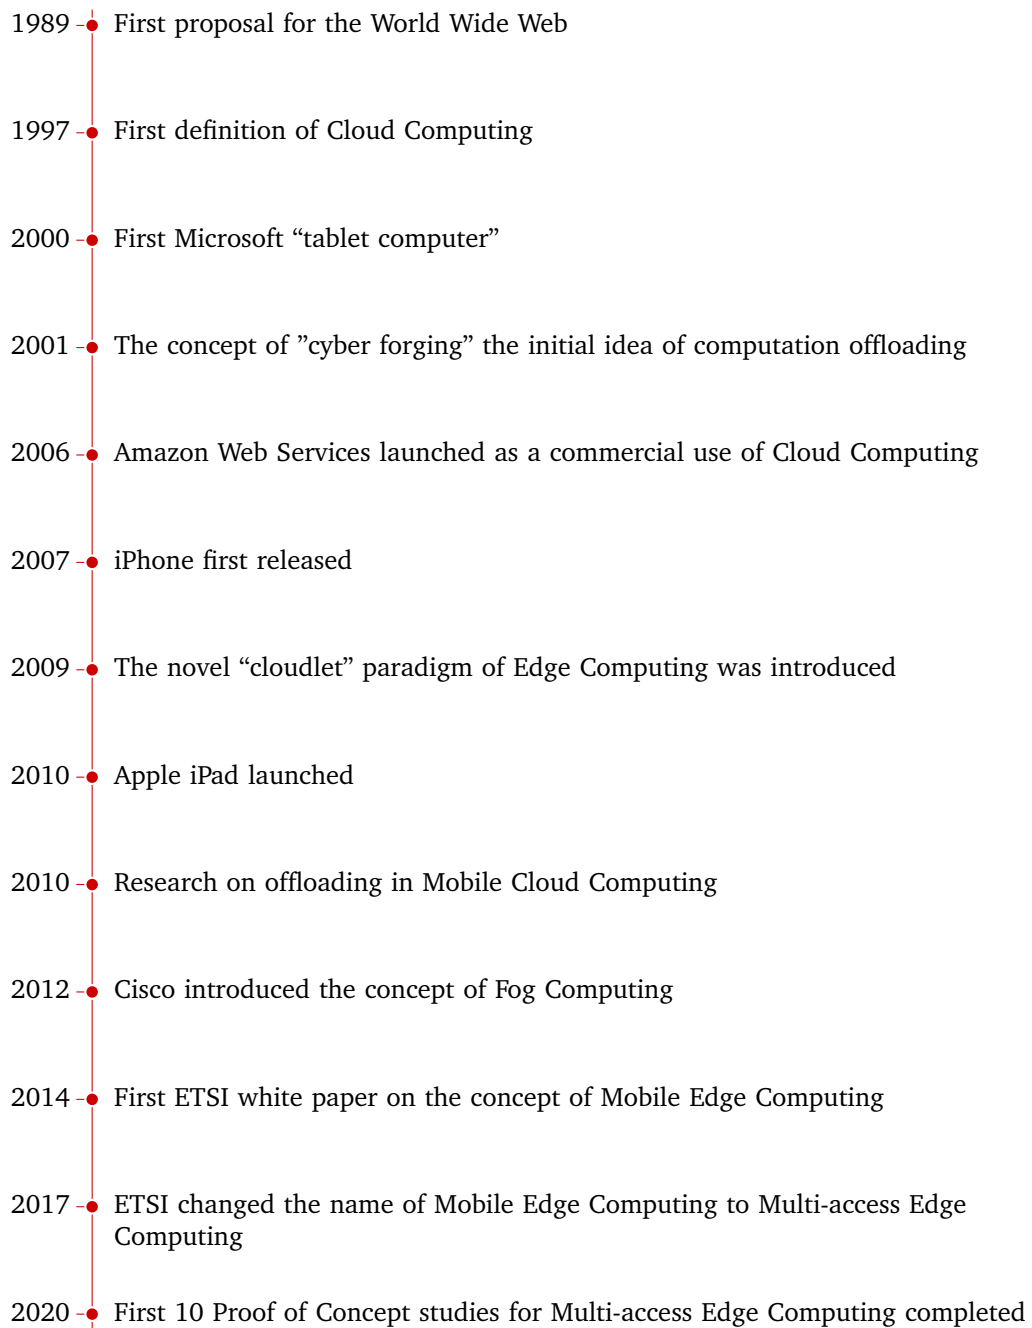 1989 First proposal for the World Wide Web
1997 First definition of Cloud Computing
2000 First Microsoft “tablet computer”
2001 The concept of ”cyber forging” the initial idea of computation offloading
2006 Amazon Web Services launched as a commercial use of Cloud Computing
2007 iPhone first released
2009 The novel “cloudlet” paradigm of Edge Computing was introduced
2010 Apple iPad launched
2010 Research on offloading in Mobile Cloud Computing
2012 Cisco introduced the concept of Fog Computing
2014 First ETSI white paper on the concept of Mobile Edge Computing
2017 ETSI changed the name of Mobile Edge Computing to Multi-access Edge
Computing
2020 First 10 Proof of Concept studies for Multi-access Edge Computing completed